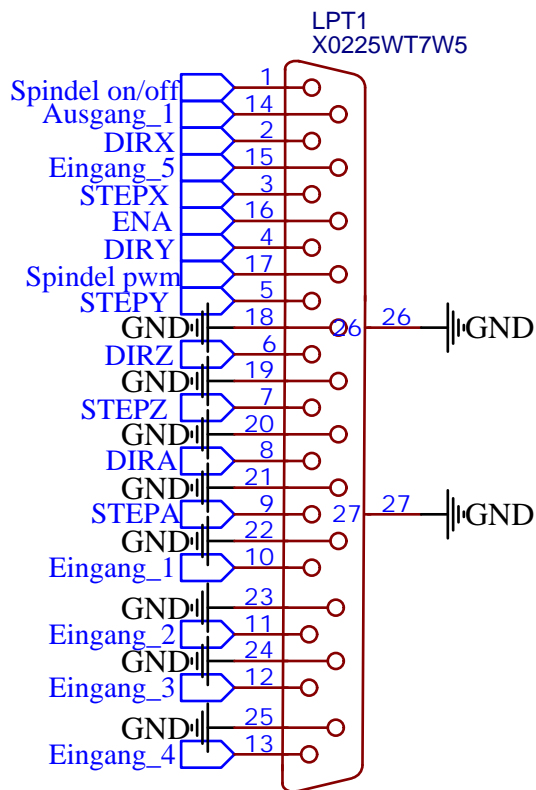 LPT1
X0225WT7W5
Spindel on/off 1
Ausgang_1 14
DIRX 2
Eingang_5 15
STEPX 3
ENA 16
DIRY 4
Spindel pwm 17
STEPY 5
GND 18 26 26 GND
DIRZ 6
GND 19
STEPZ 7
GND 20
DIRA 8
GND 21
STEPA 9 27 27 GND
GND 22
Eingang_1 10
GND 23
Eingang_2 11
GND 24
Eingang_3 12
GND 25
Eingang_4 13